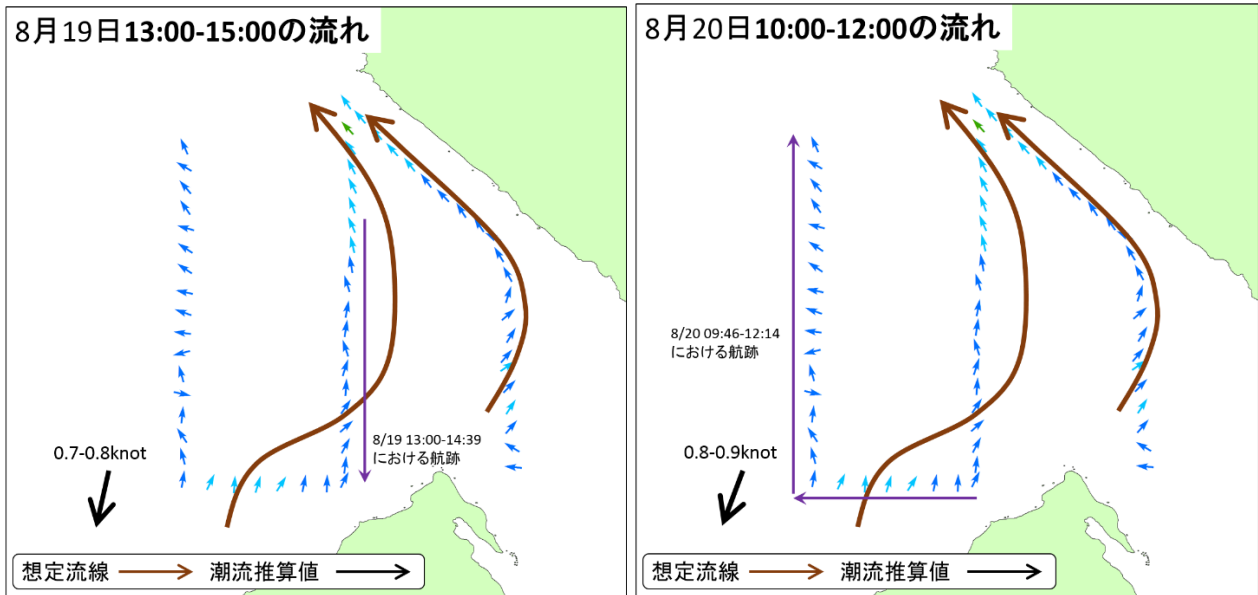 8月19日13:00-15:00の流れ
8/19 13:00-14:39
における航跡
0.7-0.8knot
想定流線
潮流推算値
8月20日10:00-12:00の流れ
8/20 09:46-12:14
における航跡
0.8-0.9knot
想定流線
潮流推算値